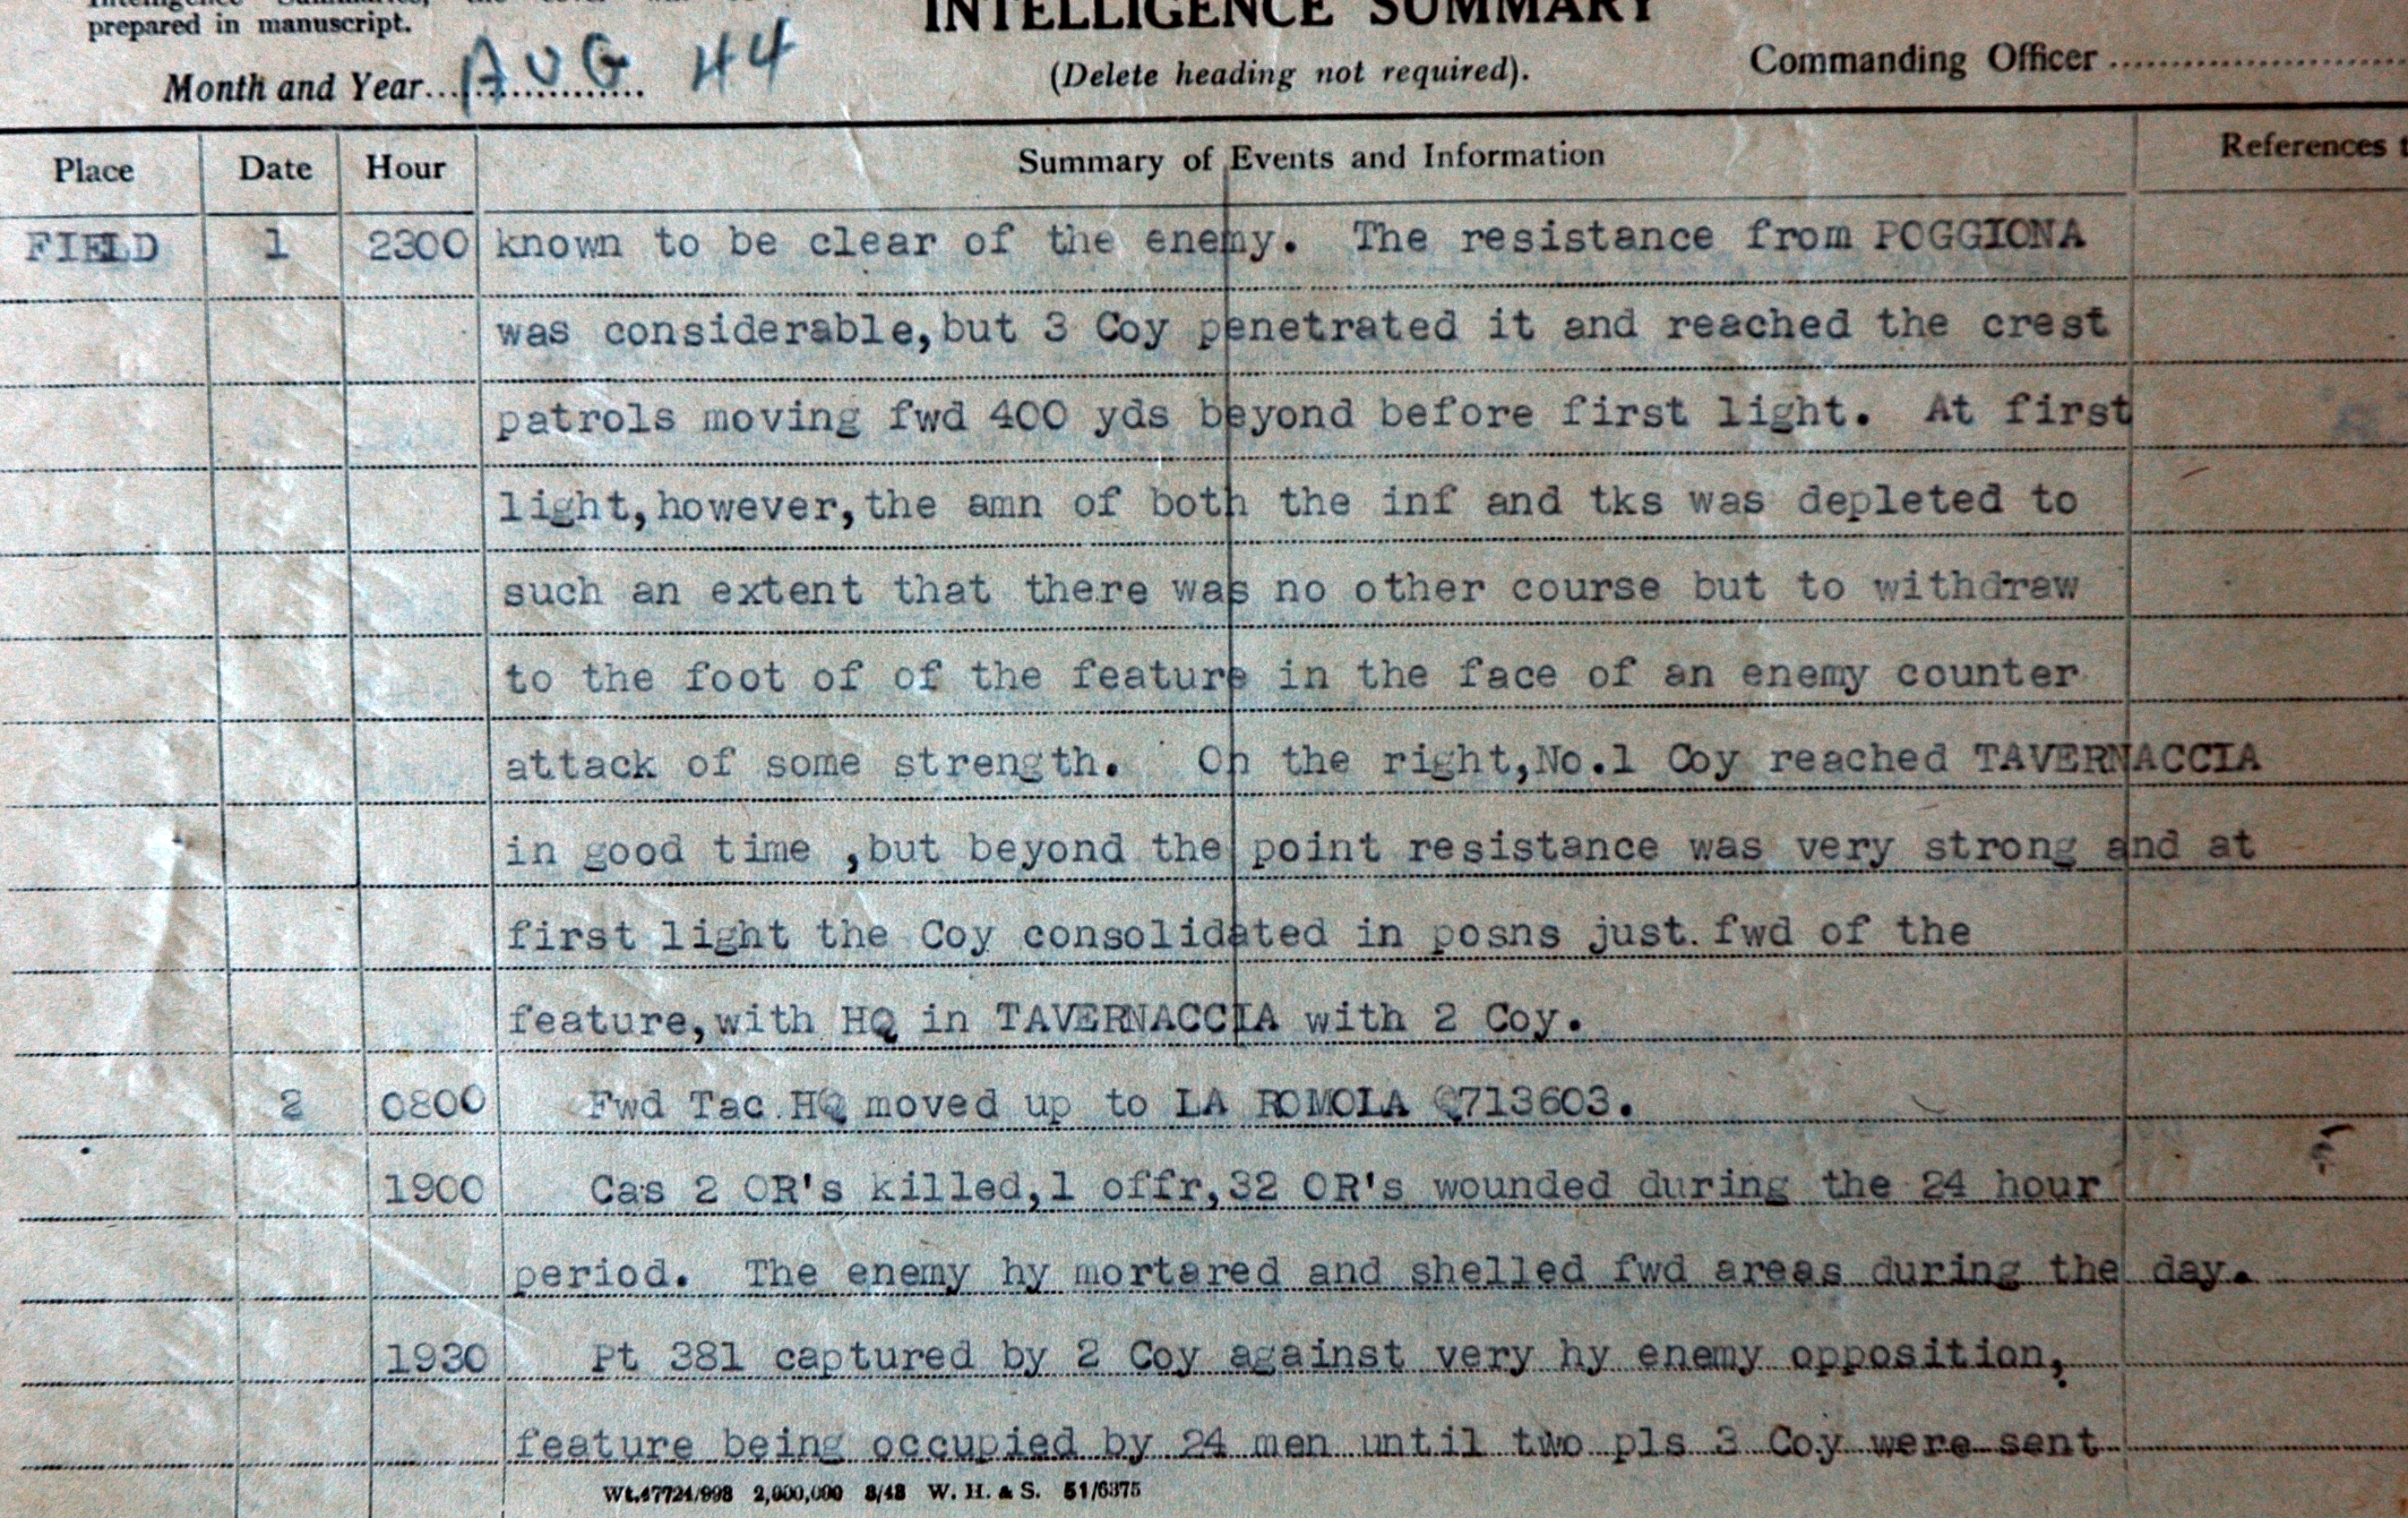 prepared in manuscript.
INTELLIGENCE SUMMARY
Month and Year AUG 44
(Delete heading not required).
Commanding Officer
Place Date Hour Summary of Events and Information References
FIELD 1 2300 known to be clear of the enemy. The resistance from POGGIONA
was considerable,but 3 Coy penetrated it and reached the crest
patrols moving fwd 400 yds beyond before first light. At first
light,however,the amn of both the inf and tks was depleted to
such an extent that there was no other course but to withdraw
to the foot of of the feature in the face of an enemy counter
attack of some strength. On the right,No.1 Coy reached TAVERNACCIA
in good time ,but beyond the point resistance was very strong and at
first light the Coy consolidated in posns just. fwd of the
feature,with HQ in TAVERNACCIA with 2 Coy.
2 0800 Fwd Tac HQ moved up to LA ROMOLA Q713603.
1900 Cas 2 OR's killed,1 offr,32 OR's wounded during the 24 hour
period. The enemy hy mortared and shelled fwd areas during the day.
1930 Pt 381 captured by 2 Coy against very hy enemy opposition,
feature being occupied by 24 men until two pls 3 Coy were sent
Wt.47724/998 2,000,000 8/43 W. H. & S. 51/6375